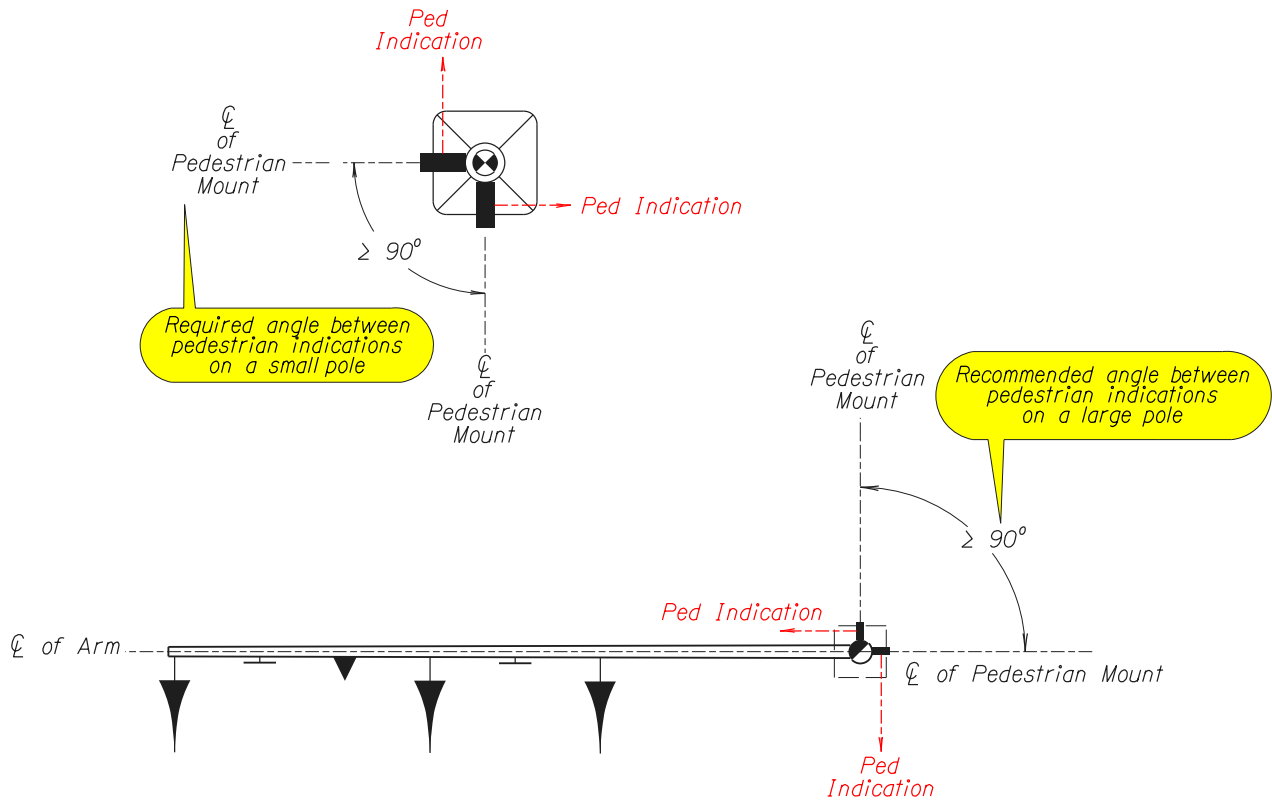 Ped
Indication
℄
of
Pedestrian
Mount
Ped Indication
≥ 90°
Required angle between
pedestrian indications
on a small pole
℄
of
Pedestrian
Mount
℄
of
Pedestrian
Mount
Recommended angle between
pedestrian indications
on a large pole
≥ 90°
Ped Indication
℄ of Arm
℄ of Pedestrian Mount
Ped
Indication